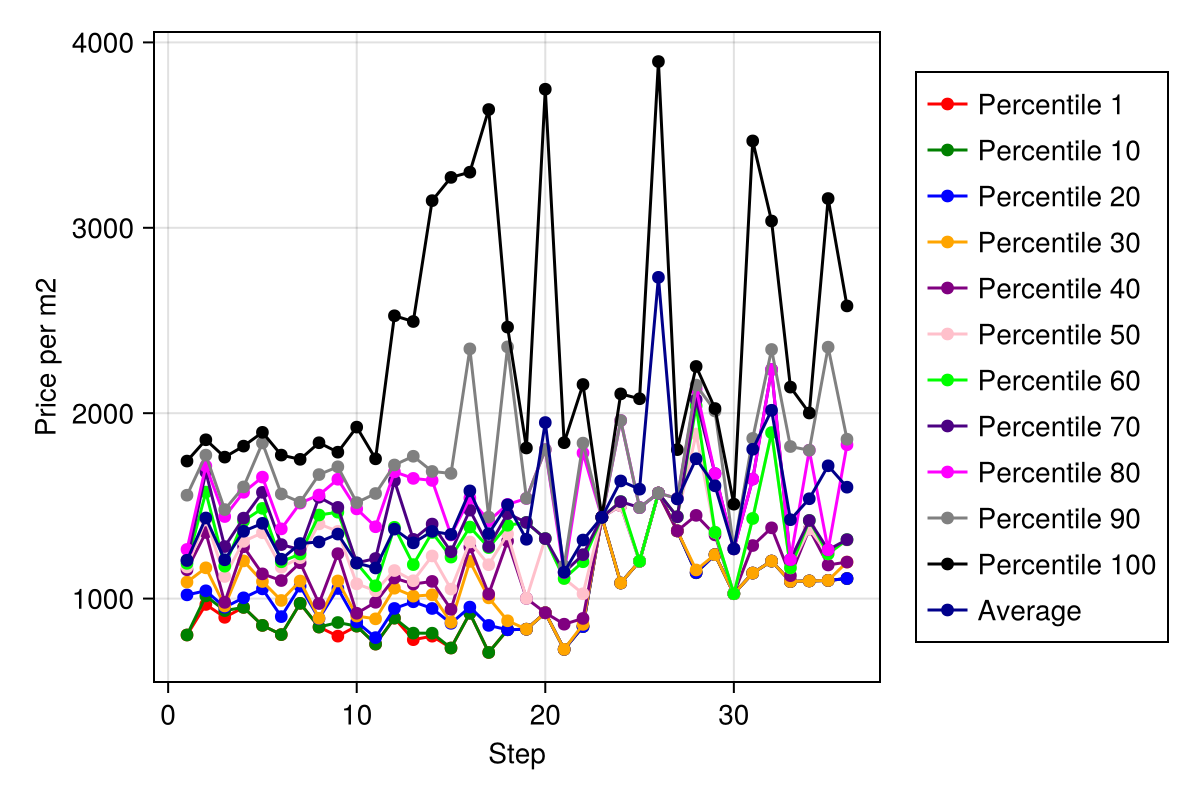 4000
3000
2000
1000
Price per m2
0
10
20
30
Step
Percentile 1
Percentile 10
Percentile 20
Percentile 30
Percentile 40
Percentile 50
Percentile 60
Percentile 70
Percentile 80
Percentile 90
Percentile 100
Average